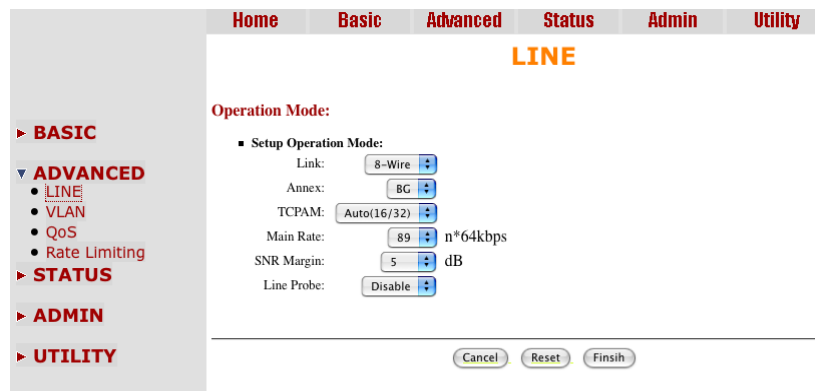 Home Basic Advanced Status Admin Utility
LINE
BASIC
ADVANCED
LINE
VLAN
QoS
Rate Limiting
STATUS
ADMIN
UTILITY
Operation Mode:
Setup Operation Mode:
Link: 8-Wire
Annex: BG
TCPAM: Auto(16/32)
Main Rate: 89 n*64kbps
SNR Margin: 5 dB
Line Probe: Disable
Cancel Reset Finsih